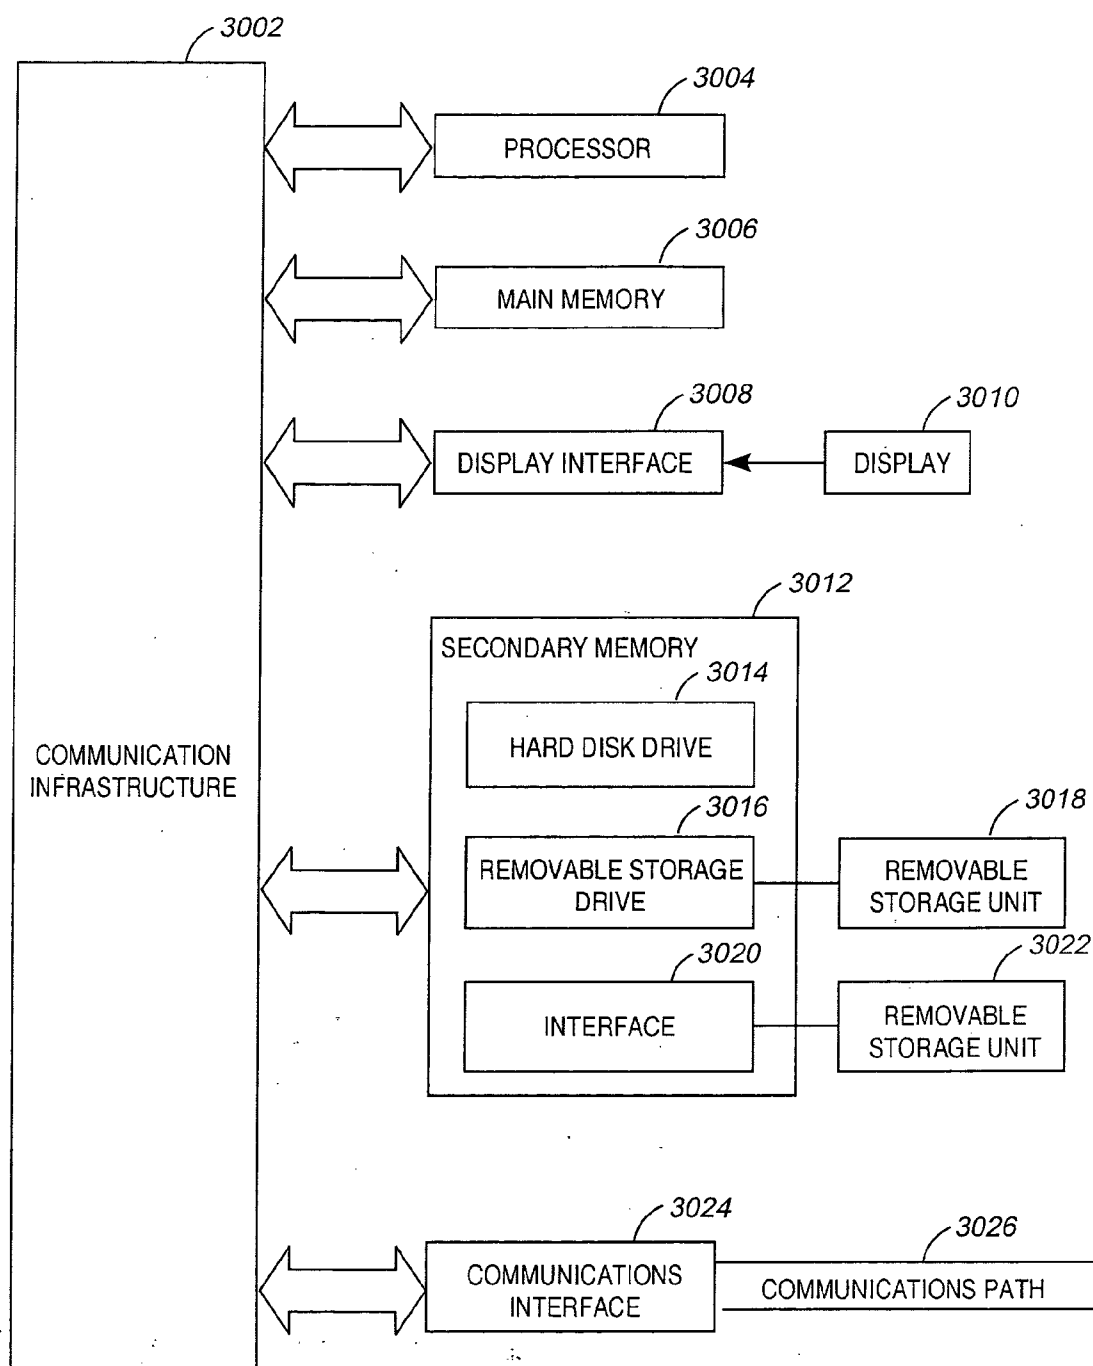 3002
3004
PROCESSOR
3006
MAIN MEMORY
3008
3010
DISPLAY INTERFACE
DISPLAY
3012
SECONDARY MEMORY
3014
HARD DISK DRIVE
COMMUNICATION
INFRASTRUCTURE
3016
3018
REMOVABLE STORAGE
DRIVE
REMOVABLE
STORAGE UNIT
3020
3022
INTERFACE
REMOVABLE
STORAGE UNIT
3024
3026
COMMUNICATIONS
INTERFACE
COMMUNICATIONS PATH